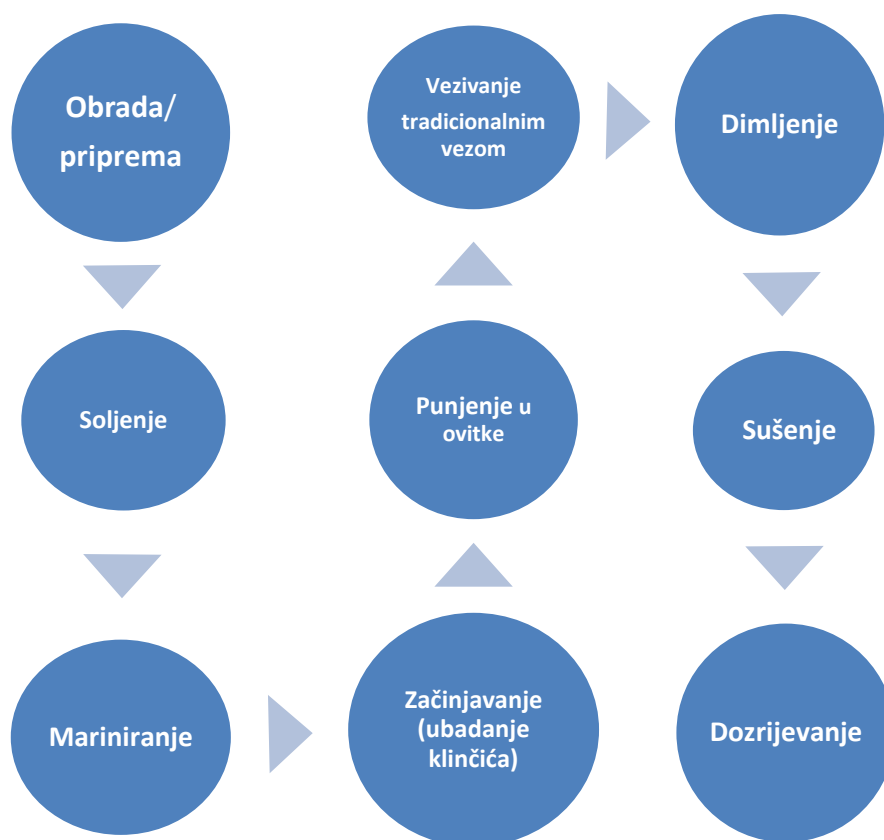 Obrada/
priprema
Soljenje
Mariniranje
Začinjavanje
(ubadanje
klinčića)
Punjenje u
ovitke
Vezivanje
tradicionalnim
vezom
Dimljenje
Sušenje
Dozrijevanje